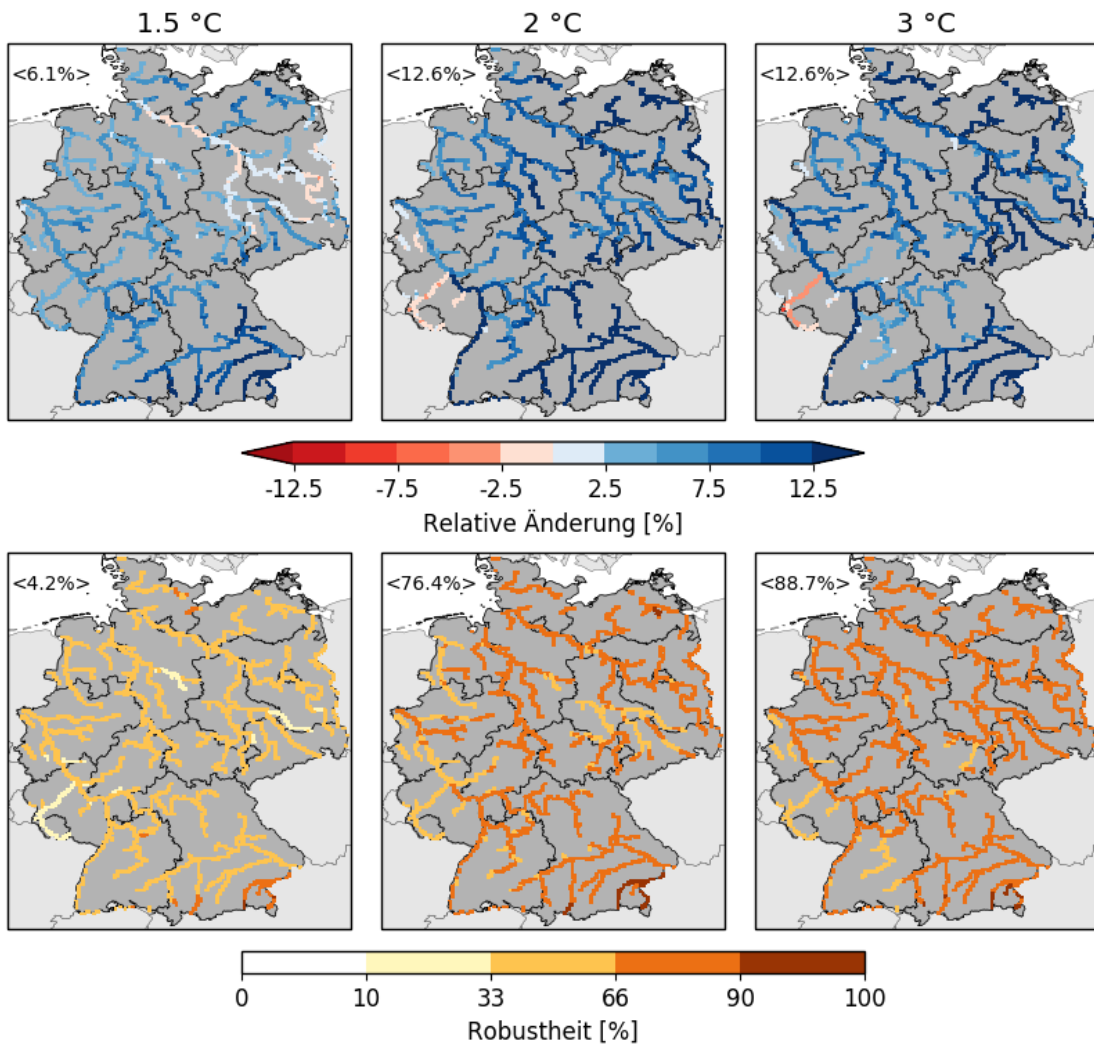 1.5 °C 2 °C 3 °C
<6.1%> <12.6%> <12.6%>
-12.5 -7.5 -2.5 2.5 7.5 12.5
Relative Änderung [%]
<4.2%> <76.4%> <88.7%>
0 10 33 66 90 100
Robustheit [%]